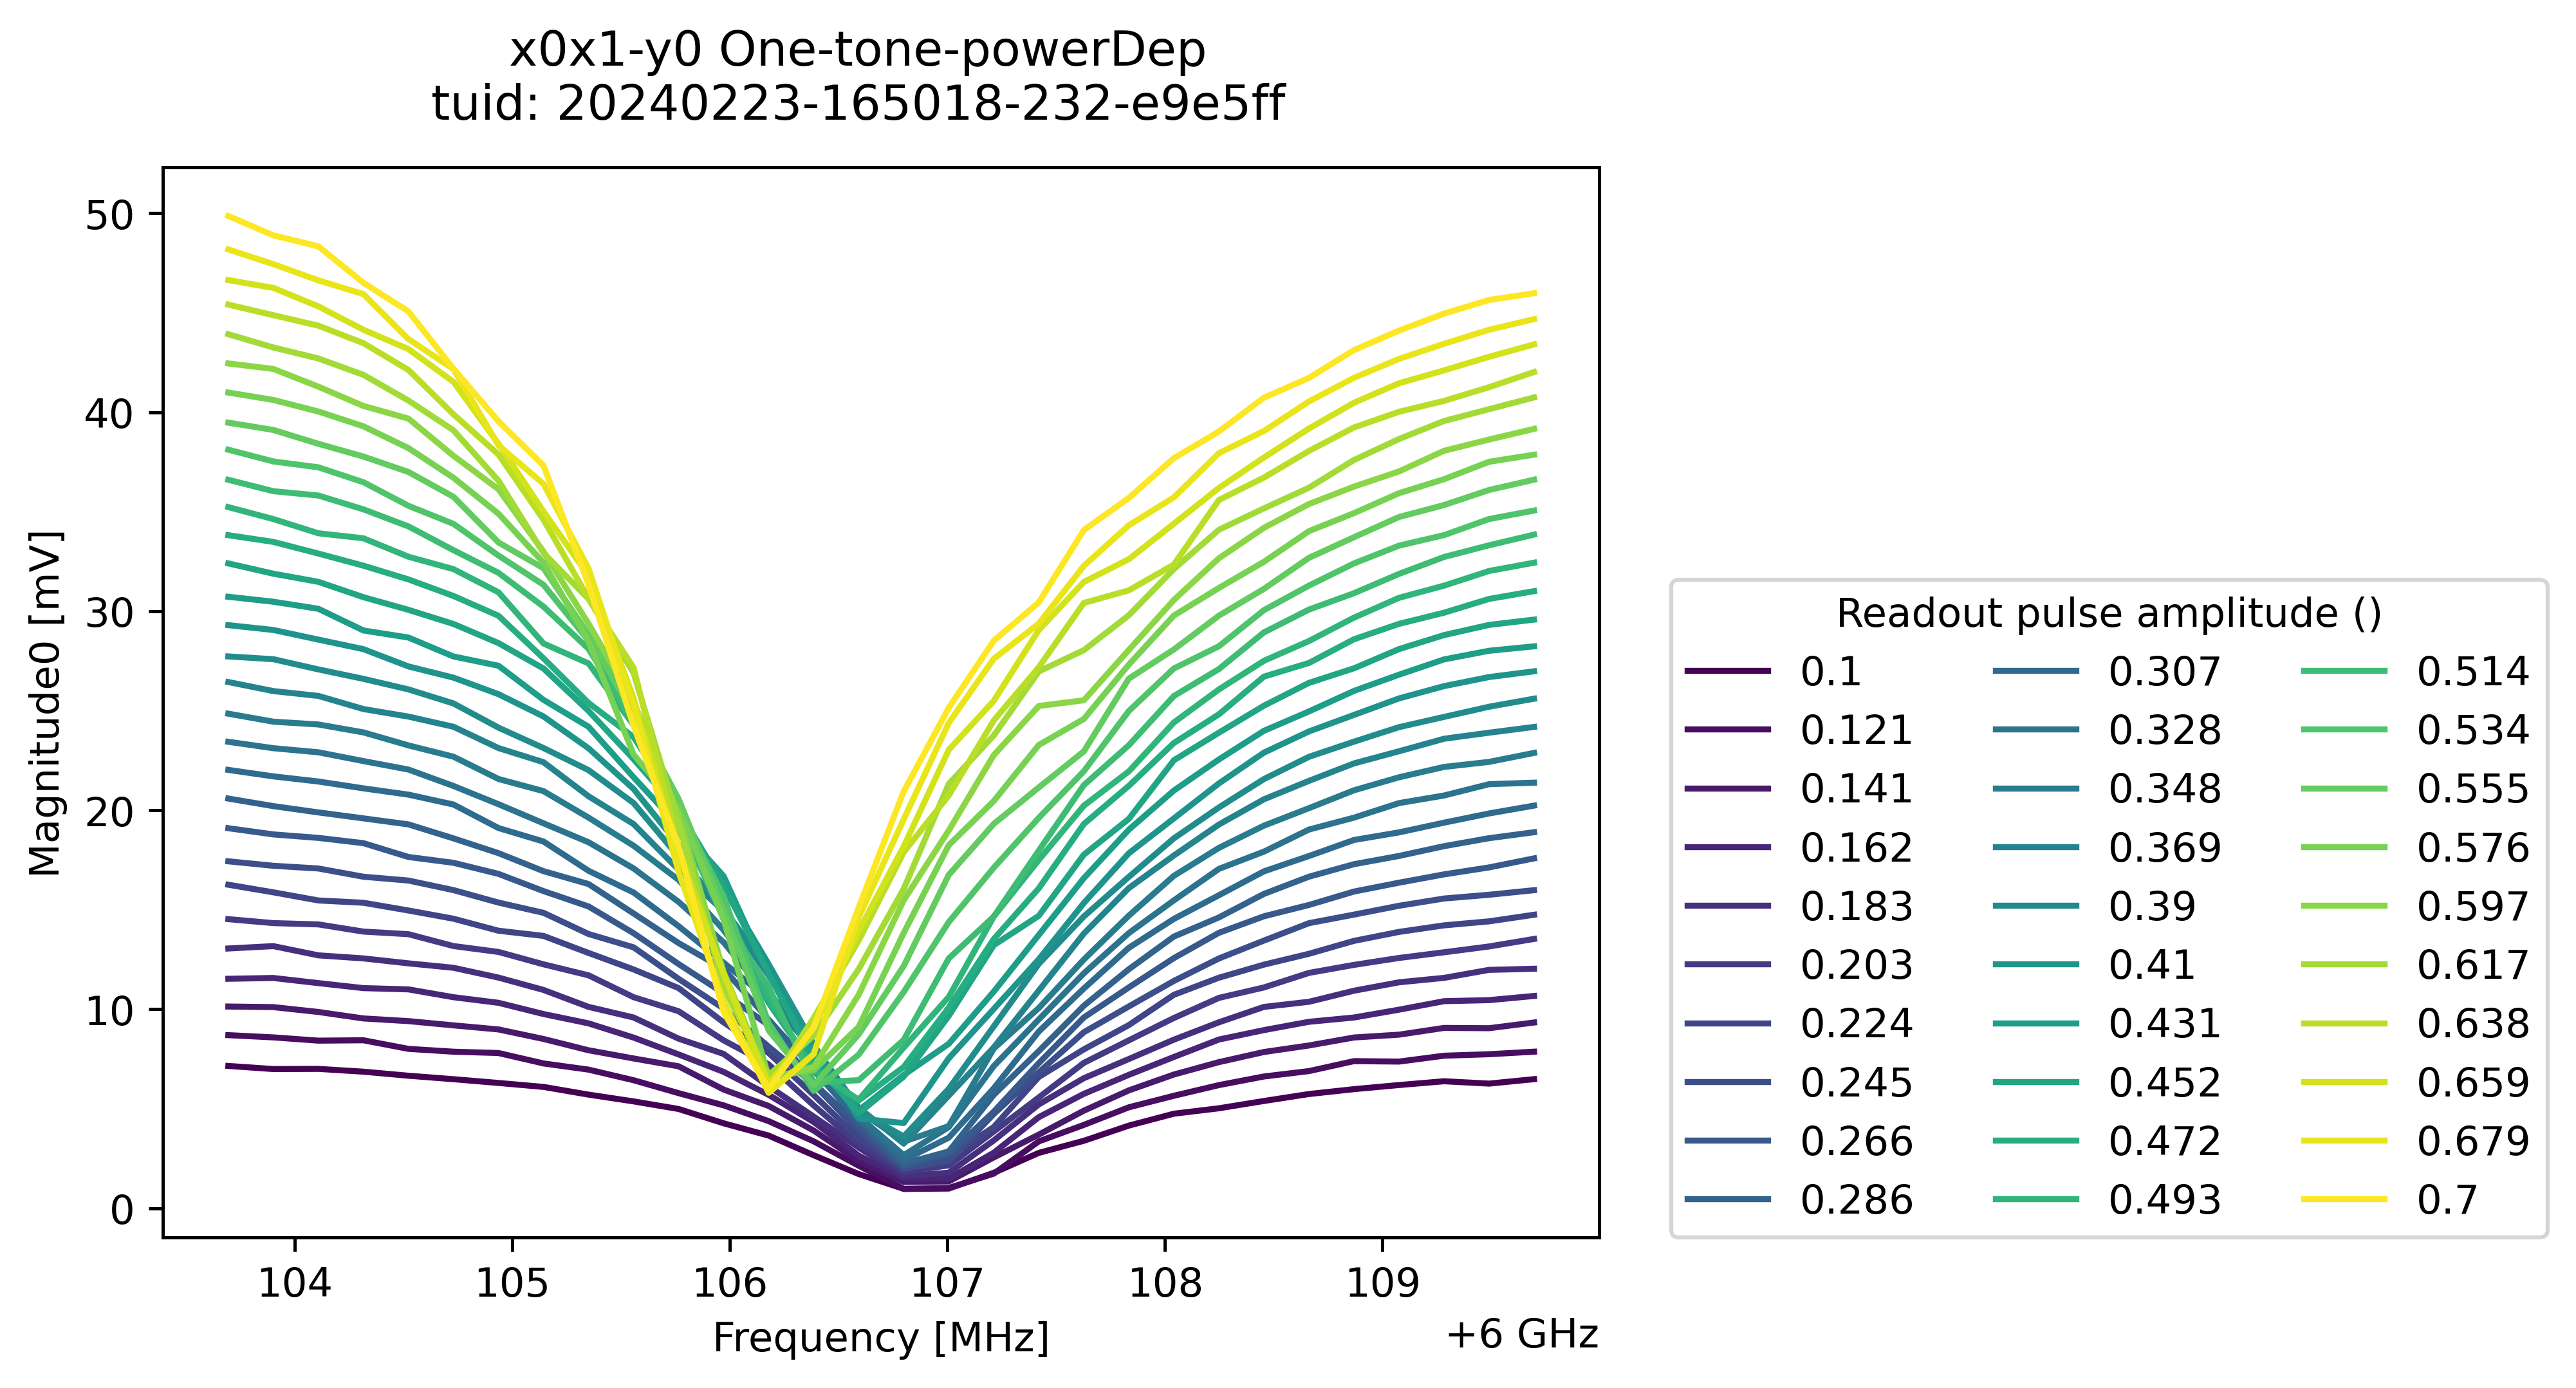 x0x1-y0 One-tone-powerDep
tuid: 20240223-165018-232-e9e5ff
Magnitude0 [mV]
50
40
30
20
10
0
104 105 106 107 108 109
Frequency [MHz]
+6 GHz
Readout pulse amplitude ()
0.1 0.307 0.514
0.121 0.328 0.534
0.141 0.348 0.555
0.162 0.369 0.576
0.183 0.39 0.597
0.203 0.41 0.617
0.224 0.431 0.638
0.245 0.452 0.659
0.266 0.472 0.679
0.286 0.493 0.7